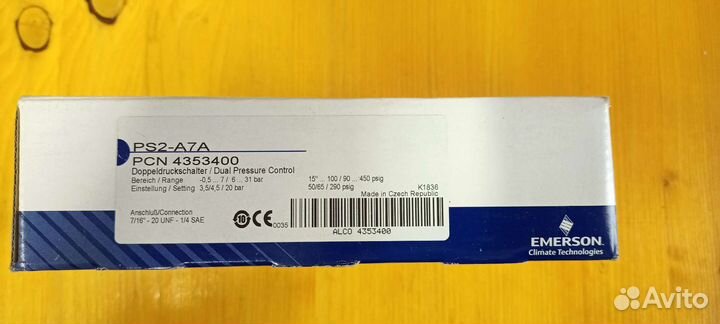 PS2-A7A
PCN 4353400
Doppeldruckschalter / Dual Pressure Control
Bereich / Range -0,5 ... 7 / 6 ... 31 bar 15" ... 100 / 90 ... 450 psig
Einstellung / Setting 3,5/4,5 / 20 bar 50/65 / 290 psig K1836
Made in Czech Republic
Anschluß/Connection
7/16" - 20 UNF - 1/4 SAE
10
CE 0035
ALCO 4353400
EMERSON
Climate Technologies
Avito